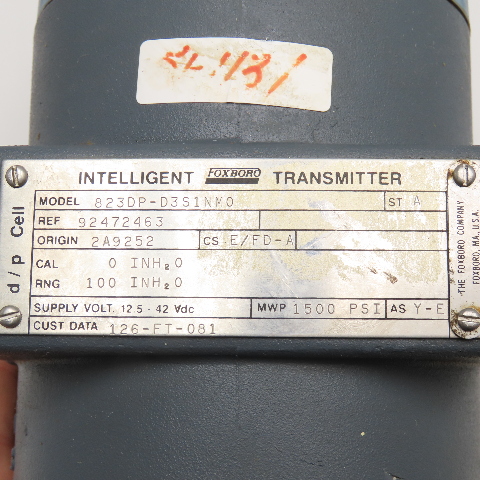 INTELLIGENT FOXBORO TRANSMITTER
d/p Cell
MODEL 823DP-D3S1NM0 ST A
REF 92472463
ORIGIN 2A9252 CS E/FD-A
CAL 0 INH₂O
RNG 100 INH₂O
SUPPLY VOLT. 12.5 - 42 Vdc MWP 1500 PSI AS Y-E
CUST DATA 126-FT-081
THE FOXBORO COMPANY
FOXBORO, MA., U.S.A.